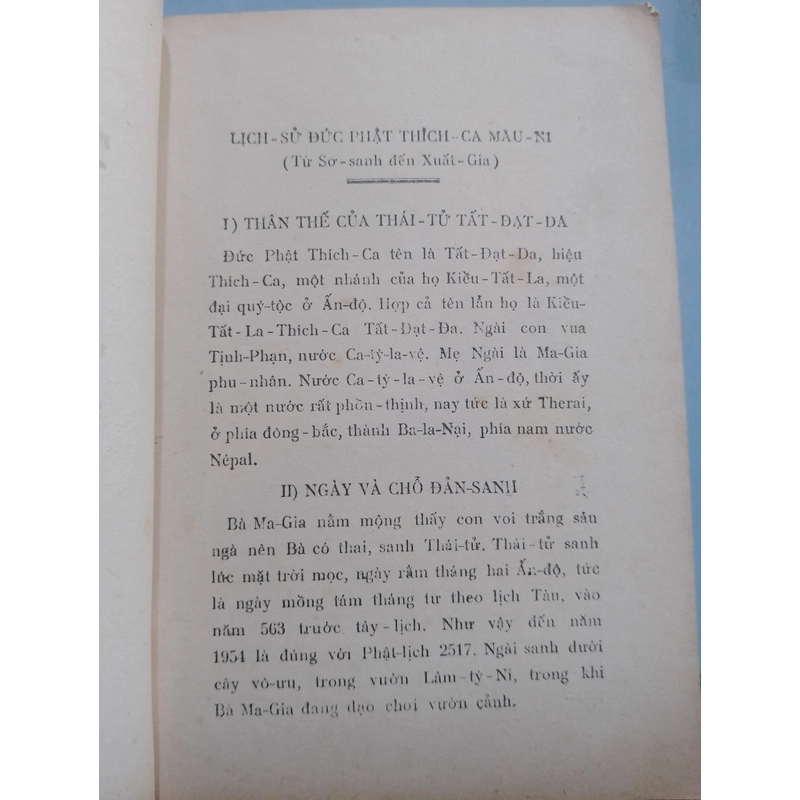 LỊCH-SỬ ĐỨC PHẬT THÍCH-CA MÂU-NI
(Từ Sơ-sanh đến Xuất-Gia)
I) THÂN THẾ CỦA THÁI-TỬ TẤT-ĐẠT-ĐA
Đức Phật Thích-Ca tên là Tất-Đạt-Đa, hiệu
Thích-Ca, một nhánh của họ Kiều-Tất-La, một
đại quý-tộc ở Ấn-độ. Hợp cả tên lẫn họ là Kiều-
Tất-La-Thích-Ca Tất-Đạt-Đa. Ngài con vua
Tịnh-Phạn, nước Ca-tỳ-la-vệ. Mẹ Ngài là Ma-Gia
phu-nhân. Nước Ca-tỳ-la-vệ ở Ấn-độ, thời ấy
là một nước rất phồn-thịnh, nay tức là xứ Therai,
ở phía đông-bắc, thành Ba-la-Nại, phía nam nước
Népal.
II) NGÀY VÀ CHỖ ĐẢN-SANH
Bà Ma-Gia nằm mộng thấy con voi trắng sáu
ngà nên Bà có thai, sanh Thái-tử. Thái-tử sanh
lúc mặt trời mọc, ngày rằm tháng hai Ấn-độ, tức
là ngày mồng tám tháng tư theo lịch Tàu, vào
năm 563 trước tây-lịch. Như vậy đến năm
1954 là đúng với Phật-lịch 2517. Ngài sanh dưới
cây vô-ưu, trong vườn Lâm-tỳ-Ni, trong khi
Bà Ma-Gia đang dạo chơi vườn cảnh.